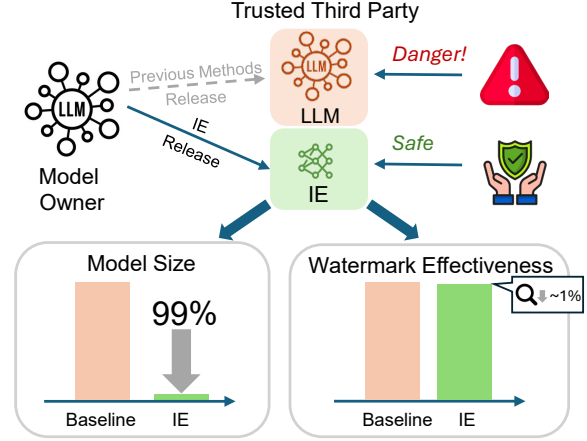 Trusted Third Party
Previous Methods
Release
LLM
Danger!
LLM
LLM
IE
Release
Safe
Model
Owner
IE
Model Size
99%
Baseline
IE
Watermark Effectiveness
~1%
Baseline
IE